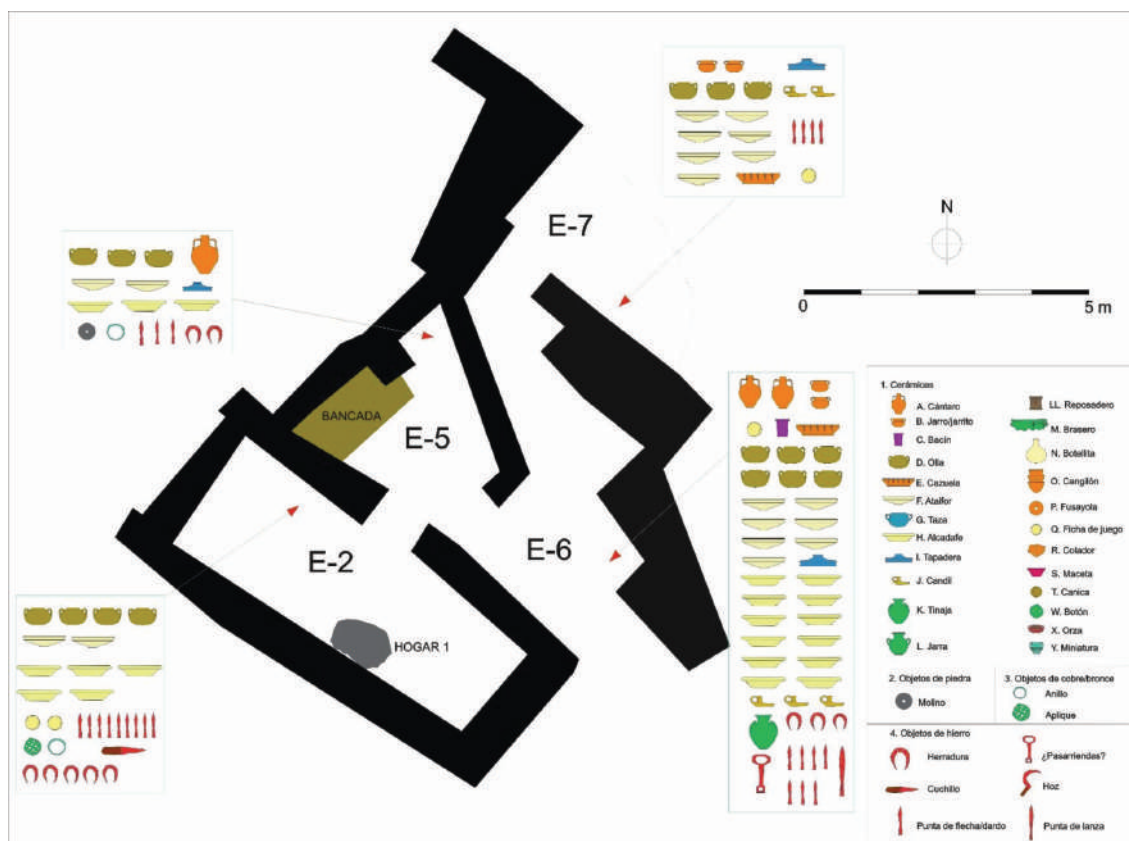 E-7
N
0
5 m
BANCADA
E-5
E-6
E-2
HOGAR 1
1. Cerámicas
A. Cántaro
B. Jarro/jarrito
C. Bacín
D. Olla
E. Cazuela
F. Ataifor
G. Taza
H. Alcadafe
I. Tapadera
J. Candil
K. Tinaja
L. Jarra
LL. Reposadero
M. Brasero
N. Botellita
O. Cangilón
P. Fusayola
Q. Ficha de juego
R. Colador
S. Maceta
T. Canica
W. Botón
X. Orza
Y. Miniatura
2. Objetos de piedra
Molino
3. Objetos de cobre/bronce
Anillo
Aplique
4. Objetos de hierro
Herradura
Cuchillo
Punta de flecha/dardo
¿Pasarriendas?
Hoz
Punta de lanza